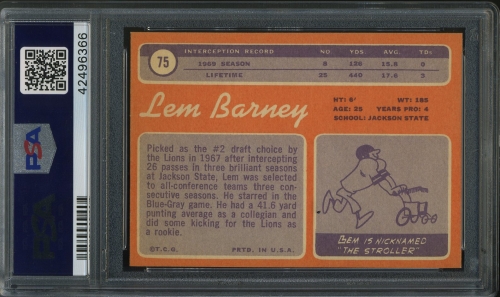 42496366
PSA
PSA
75
INTERCEPTION RECORD NO. YDS. AVG. TDs
1969 SEASON 8 126 15.8 0
LIFETIME 25 440 17.6
Lem Barney
HT: 6' WT: 185
AGE: 25 YEARS PRO: 4
SCHOOL: JACKSON STATE
Picked as the #2 draft choice by
the Lions in 1967 after intercepting
26 passes in three brilliant seasons
at Jackson State, Lem was selected
to all-conference teams three con-
secutive seasons. He starred in the
Blue-Gray game. He had a 41.6 yard
punting average as a collegian and
did some kicking for the Lions as
a rookie.
©T.C.G. PRTD. IN U.S.A.
LEM IS NICKNAMED
"THE STROLLER"